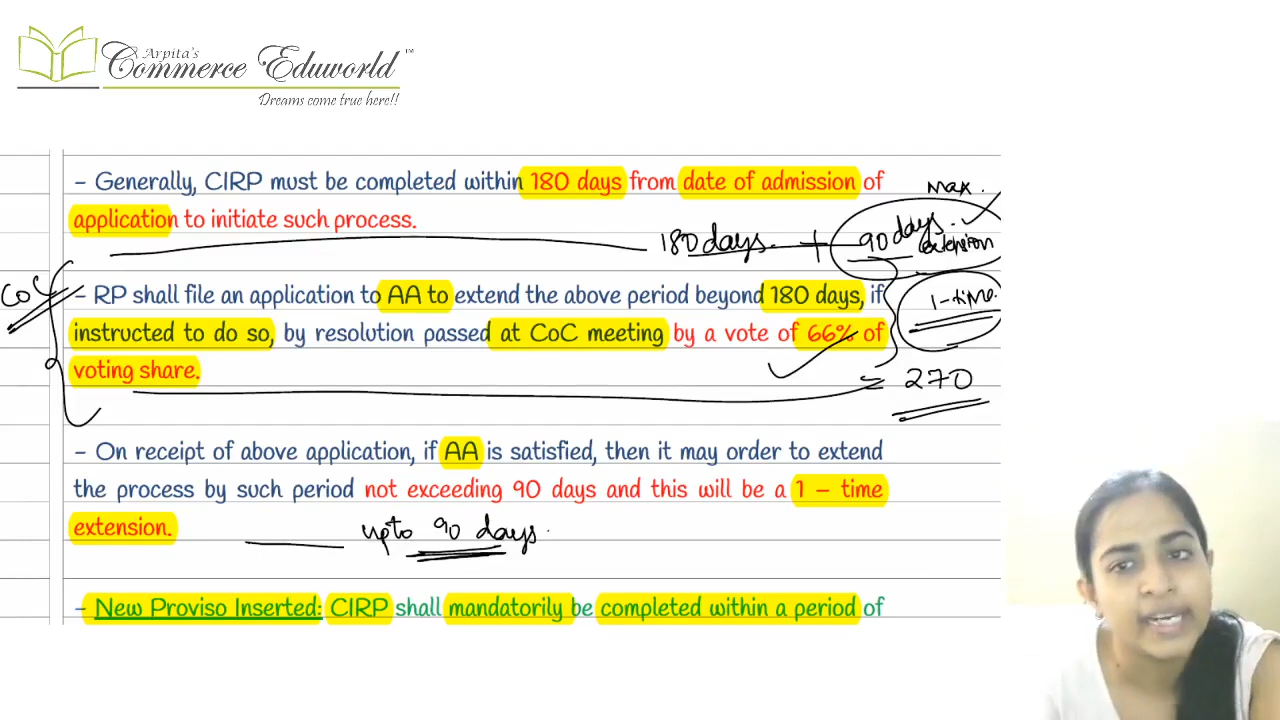 Arpita's
Commerce Eduworld™
Dreams come true here!!
- Generally, CIRP must be completed within 180 days from date of admission of
application to initiate such process.
max.
180 days. + 90 days.
extension
CoC
- RP shall file an application to AA to extend the above period beyond 180 days, if
1-time.
instructed to do so, by resolution passed at CoC meeting by a vote of 66% of
voting share.
= 270
- On receipt of above application, if AA is satisfied, then it may order to extend
the process by such period not exceeding 90 days and this will be a 1 – time
extension.
upto 90 days.
- New Proviso Inserted: CIRP shall mandatorily be completed within a period of